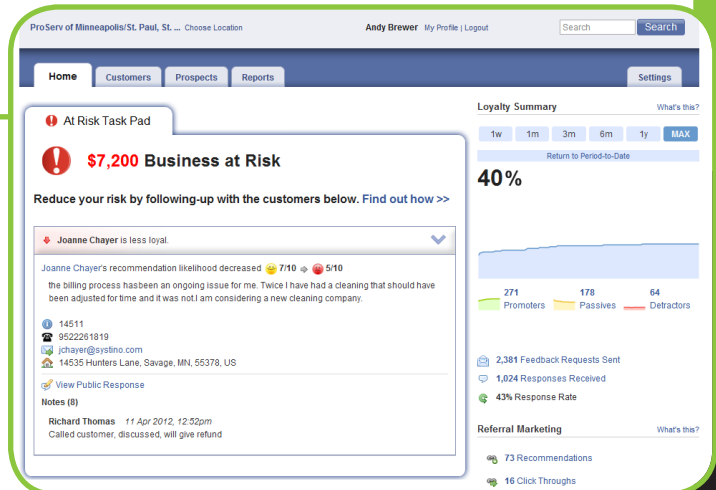 ProServ of Minneapolis/St. Paul, St. ... Choose Location
Andy Brewer My Profile | Logout
Search
Search
Home
Customers
Prospects
Reports
Settings
At Risk Task Pad
$7,200 Business at Risk
Reduce your risk by following-up with the customers below. Find out how >>
Joanne Chayer is less loyal.
Joanne Chayer's recommendation likelihood decreased 7/10 5/10
the billing process hasbeen an ongoing issue for me. Twice I have had a cleaning that should have
been adjusted for time and it was not.I am considering a new cleaning company.
14511
9522261819
jchayer@systino.com
14535 Hunters Lane, Savage, MN, 55378, US
View Public Response
Notes (8)
Richard Thomas 11 Apr 2012, 12:52pm
Called customer, discussed, will give refund
Loyalty Summary
What's this?
1w 1m 3m 6m 1y MAX
Return to Period-to-Date
40%
271 178 64
Promoters Passives Detractors
2,381 Feedback Requests Sent
1,024 Responses Received
43% Response Rate
Referral Marketing
What's this?
73 Recommendations
16 Click Throughs